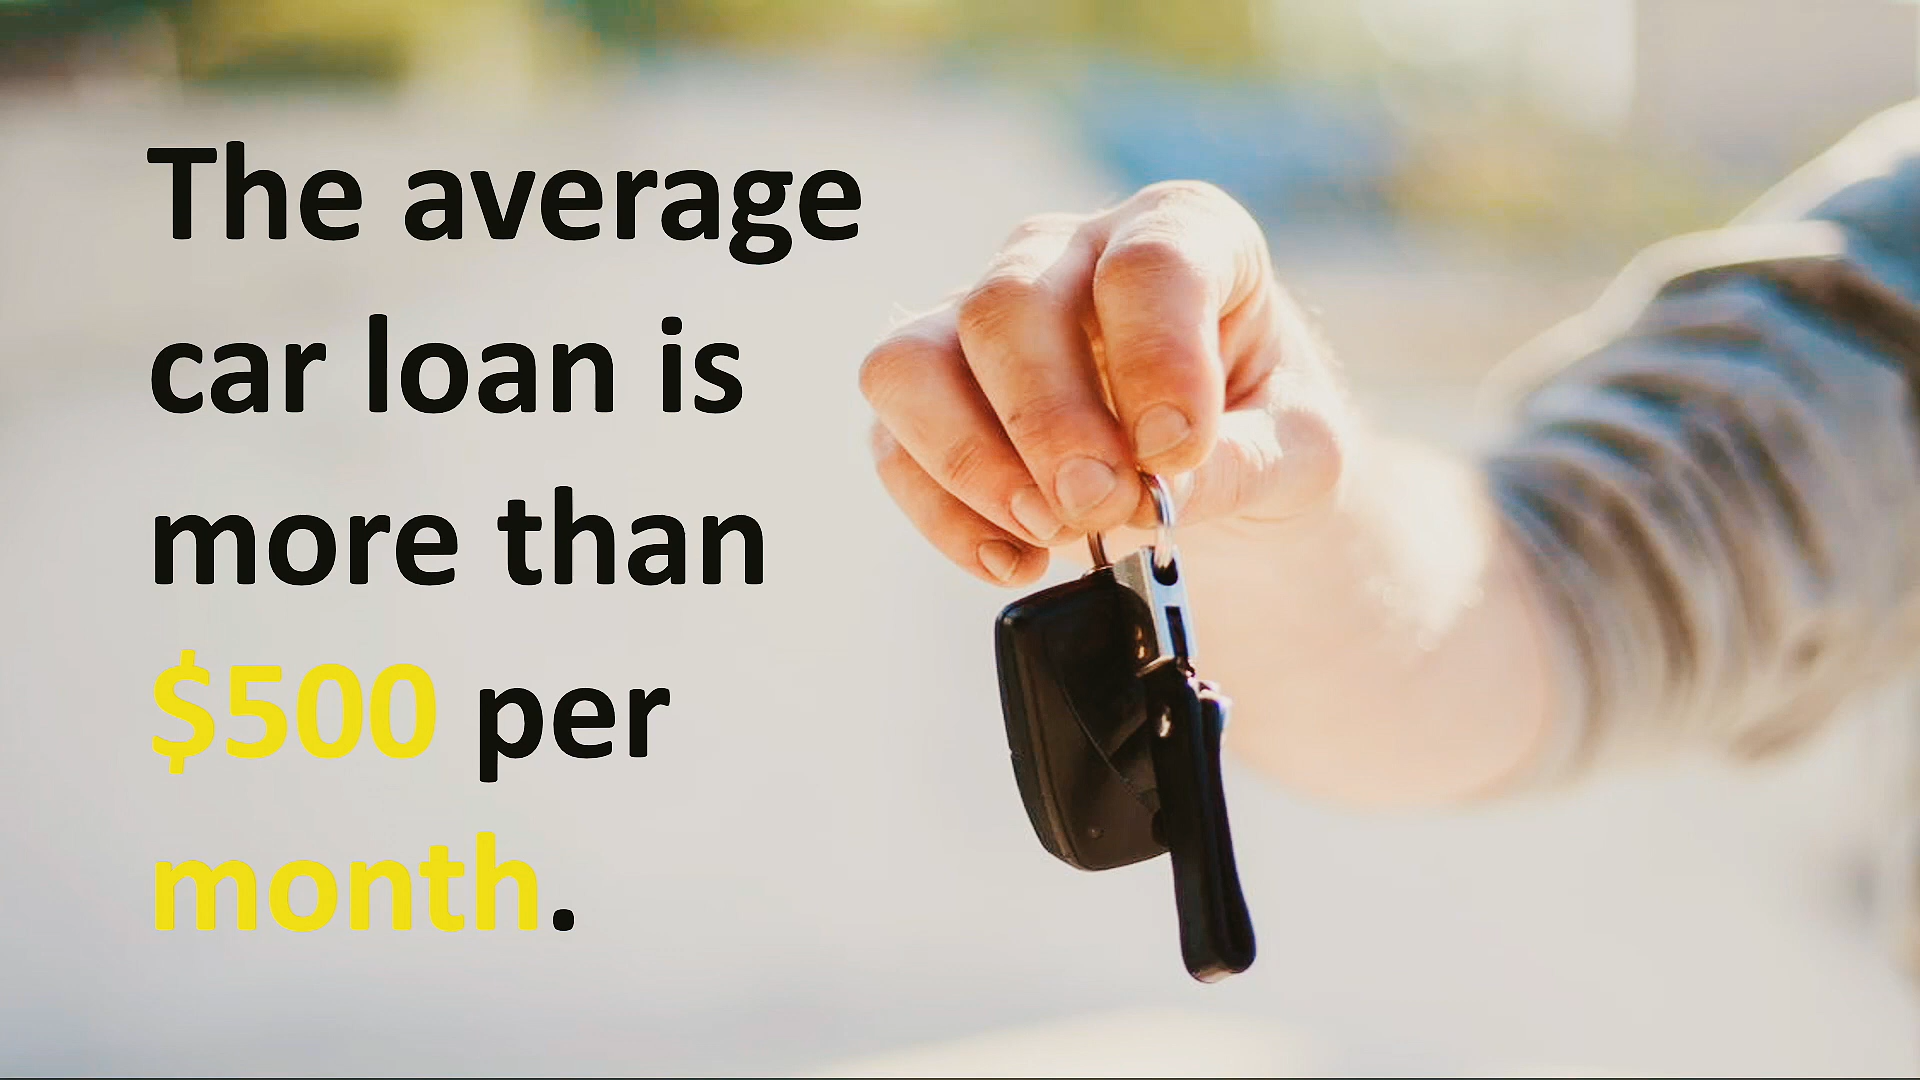 The average
car loan is
more than
$500 per
month.